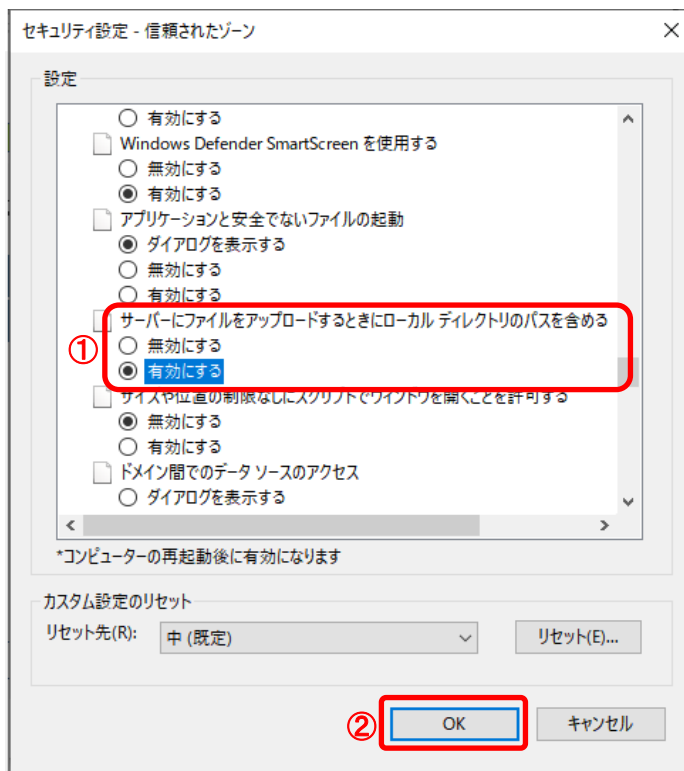 セキュリティ設定 - 信頼されたゾーン
設定
有効にする
Windows Defender SmartScreen を使用する
無効にする
有効にする
アプリケーションと安全でないファイルの起動
ダイアログを表示する
無効にする
有効にする
サーバーにファイルをアップロードするときにローカル ディレクトリのパスを含める
①
無効にする
有効にする
サイズや位置の制限なしにスクリプトでウィンドウを開くことを許可する
無効にする
有効にする
ドメイン間でのデータ ソースのアクセス
ダイアログを表示する
*コンピューターの再起動後に有効になります
カスタム設定のリセット
リセット先(R): 中 (既定) リセット(E)...
② OK キャンセル